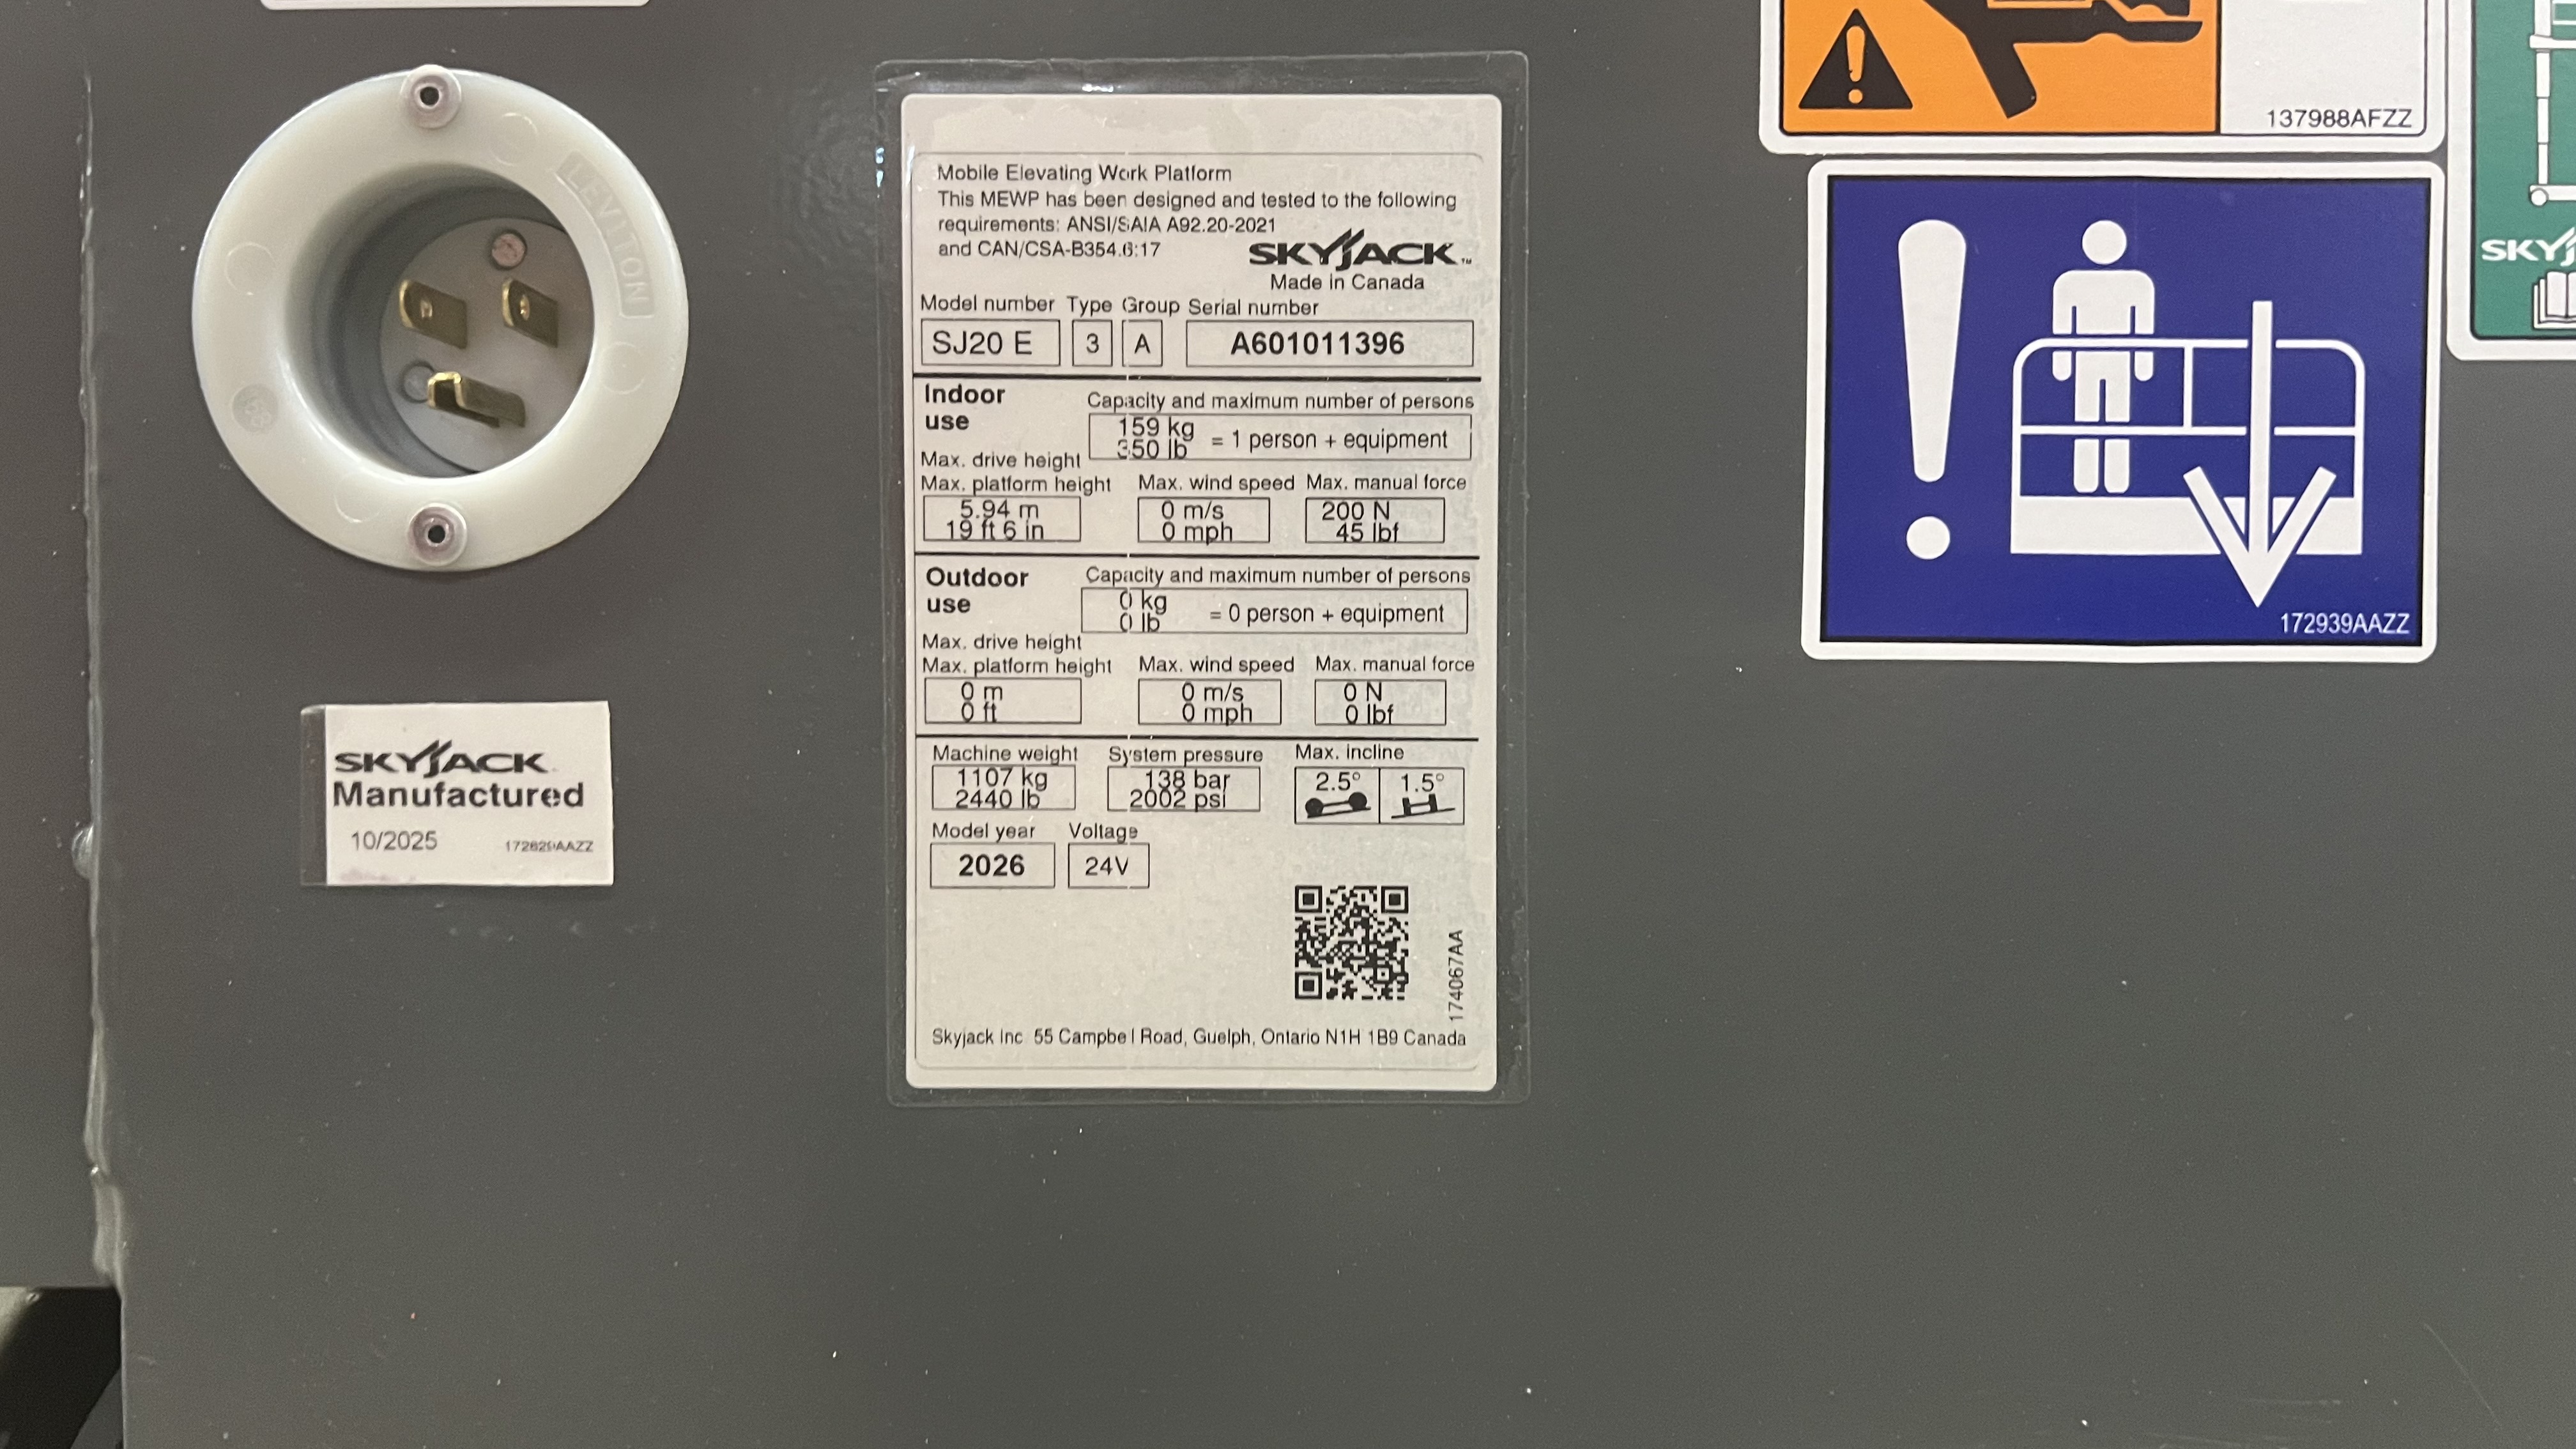 LEVITON
Mobile Elevating Work Platform
This MEWP has been designed and tested to the following
requirements: ANSI/SAIA A92.20-2021
and CAN/CSA-B354.6:17
SKYJACK™
Made in Canada
Model number Type Group Serial number
SJ20 E 3 A A601011396
Indoor use
Capacity and maximum number of persons
159 kg
350 lb
= 1 person + equipment
Max. drive height
Max. platform height Max. wind speed Max. manual force
5.94 m 0 m/s 200 N
19 ft 6 in 0 mph 45 lbf
Outdoor use
Capacity and maximum number of persons
0 kg
0 lb
= 0 person + equipment
Max. drive height
Max. platform height Max. wind speed Max. manual force
0 m 0 m/s 0 N
0 ft 0 mph 0 lbf
Machine weight System pressure Max. incline
1107 kg 138 bar 2.5° 1.5°
2440 lb 2002 psi
Model year Voltage
2026 24V
174067AA
Skyjack Inc 55 Campbel Road, Guelph, Ontario N1H 1B9 Canada
SKYJACK
Manufactured
10/2025
137988AFZZ
172939AAZZ